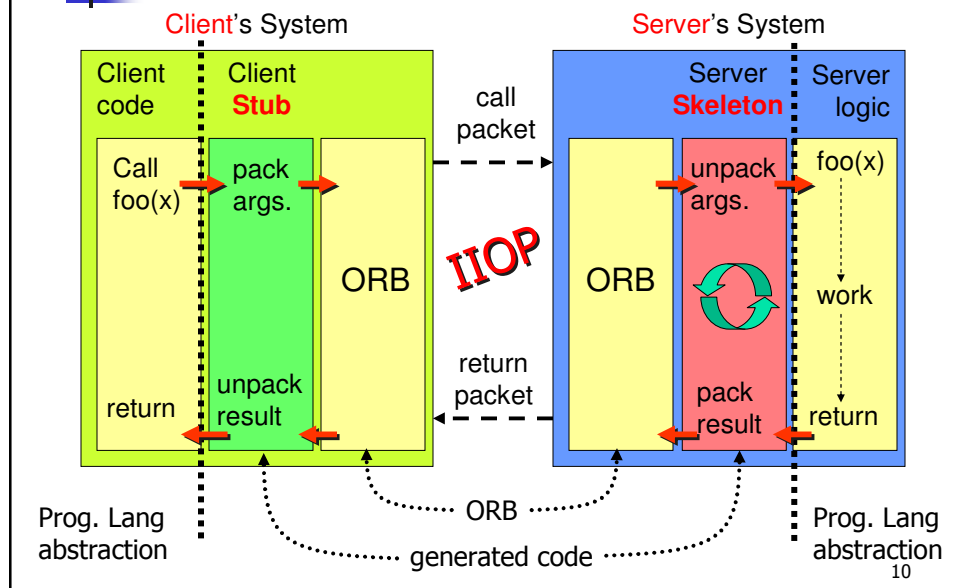 Client's System
Server's System
Client
code
Client
Stub
call
packet
Server
Skeleton
Server
logic
Call
foo(x)
pack
args.
unpack
args.
foo(x)
ORB
IIOP
ORB
work
return
unpack
result
return
packet
pack
result
return
Prog. Lang
abstraction
ORB
generated code
Prog. Lang
abstraction
10